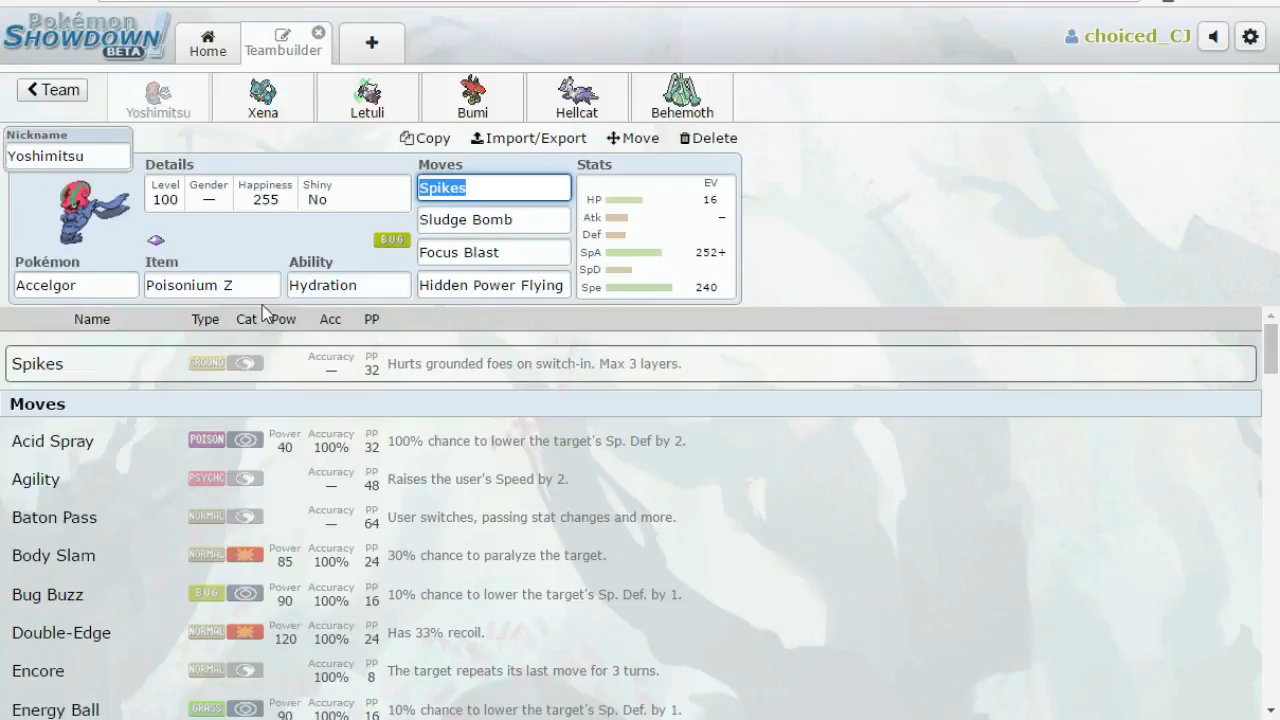 Pokémon
SHOWDOWN
BETA
Home
Teambuilder
choiced_CJ
Team
Yoshimitsu
Xena
Letuli
Bumi
Hellcat
Behemoth
Nickname
Yoshimitsu
Copy
Import/Export
Move
Delete
Details
Level
100
Gender
—
Happiness
255
Shiny
No
BUG
Pokémon
Accelgor
Item
Poisonium Z
Ability
Hydration
Moves
Spikes
Sludge Bomb
Focus Blast
Hidden Power Flying
Stats
EV
HP 16
Atk –
Def
SpA 252+
SpD
Spe 240
Name Type Cat Pow Acc PP
Spikes GROUND Accuracy — PP 32 Hurts grounded foes on switch-in. Max 3 layers.
Moves
Acid Spray POISON Power 40 Accuracy 100% PP 32 100% chance to lower the target's Sp. Def by 2.
Agility PSYCHC Accuracy — PP 48 Raises the user's Speed by 2.
Baton Pass NORMAL Accuracy — PP 64 User switches, passing stat changes and more.
Body Slam NORMAL Power 85 Accuracy 100% PP 24 30% chance to paralyze the target.
Bug Buzz BUG Power 90 Accuracy 100% PP 16 10% chance to lower the target's Sp. Def. by 1.
Double-Edge NORMAL Power 120 Accuracy 100% PP 24 Has 33% recoil.
Encore NORMAL Accuracy 100% PP 8 The target repeats its last move for 3 turns.
Energy Ball GRASS Power 90 Accuracy 100% PP 16 10% chance to lower the target's Sp. Def. by 1.